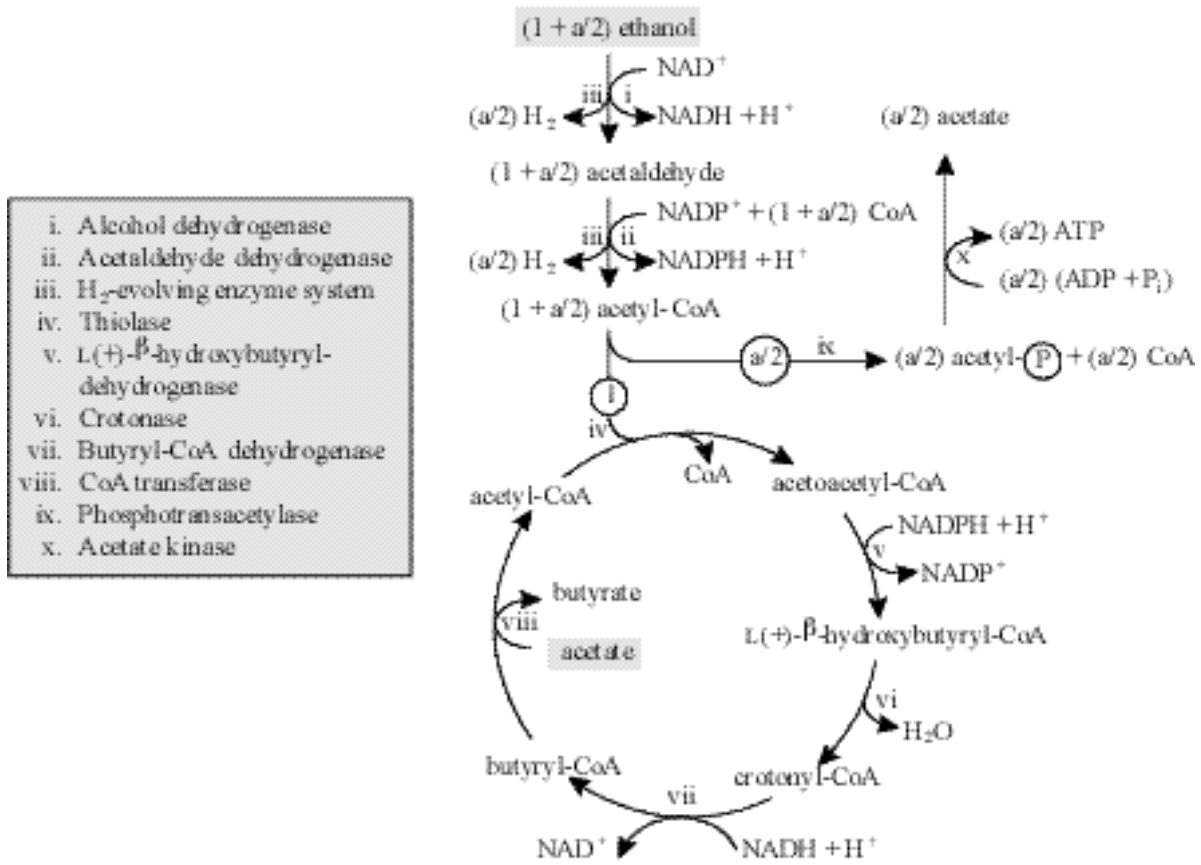 (1 + a/2) ethanol
NAD⁺
iii i
(a/2) H₂ NADH + H⁺
(a/2) acetate
(1 + a/2) acetaldehyde
NADP⁺ + (1 + a/2) CoA
iii ii
(a/2) H₂ NADPH + H⁺
(a/2) ATP
x
(a/2) (ADP + Pᵢ)
(1 + a/2) acetyl-CoA
a/2 ix (a/2) acetyl-P + (a/2) CoA
1
iv
CoA
acetyl-CoA acetoacetyl-CoA
NADPH + H⁺
v
NADP⁺
butyrate
viii
acetate
L(+)-β-hydroxybutyryl-CoA
vi
H₂O
butyryl-CoA crotonyl-CoA
vii
NAD⁺ NADH + H⁺
i. Alcohol dehydrogenase
ii. Acetaldehyde dehydrogenase
iii. H₂-evolving enzyme system
iv. Thiolase
v. L(+)-β-hydroxybutyryl-
dehydrogenase
vi. Crotonase
vii. Butyryl-CoA dehydrogenase
viii. CoA transferase
ix. Phosphotransacetylase
x. Acetate kinase